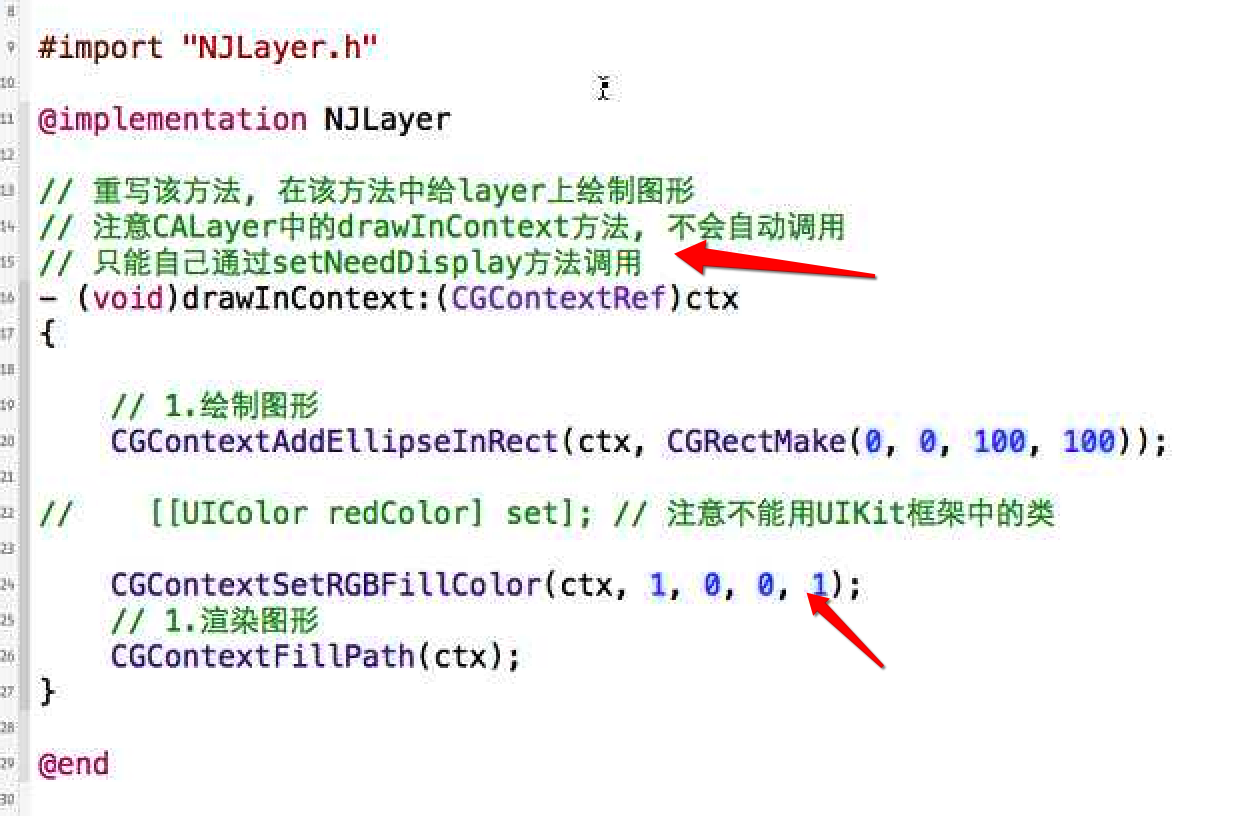 8
9 #import "NJLayer.h"
10
11 @implementation NJLayer
12
13 // 重写该方法, 在该方法中给layer上绘制图形
14 // 注意CALayer中的drawInContext方法, 不会自动调用
15 // 只能自己通过setNeedDisplay方法调用
16 - (void)drawInContext:(CGContextRef)ctx
17 {
18
19 // 1.绘制图形
20 CGContextAddEllipseInRect(ctx, CGRectMake(0, 0, 100, 100));
21
22 // [[UIColor redColor] set]; // 注意不能用UIKit框架中的类
23
24 CGContextSetRGBFillColor(ctx, 1, 0, 0, 1);
25 // 1.渲染图形
26 CGContextFillPath(ctx);
27 }
28
29 @end
30